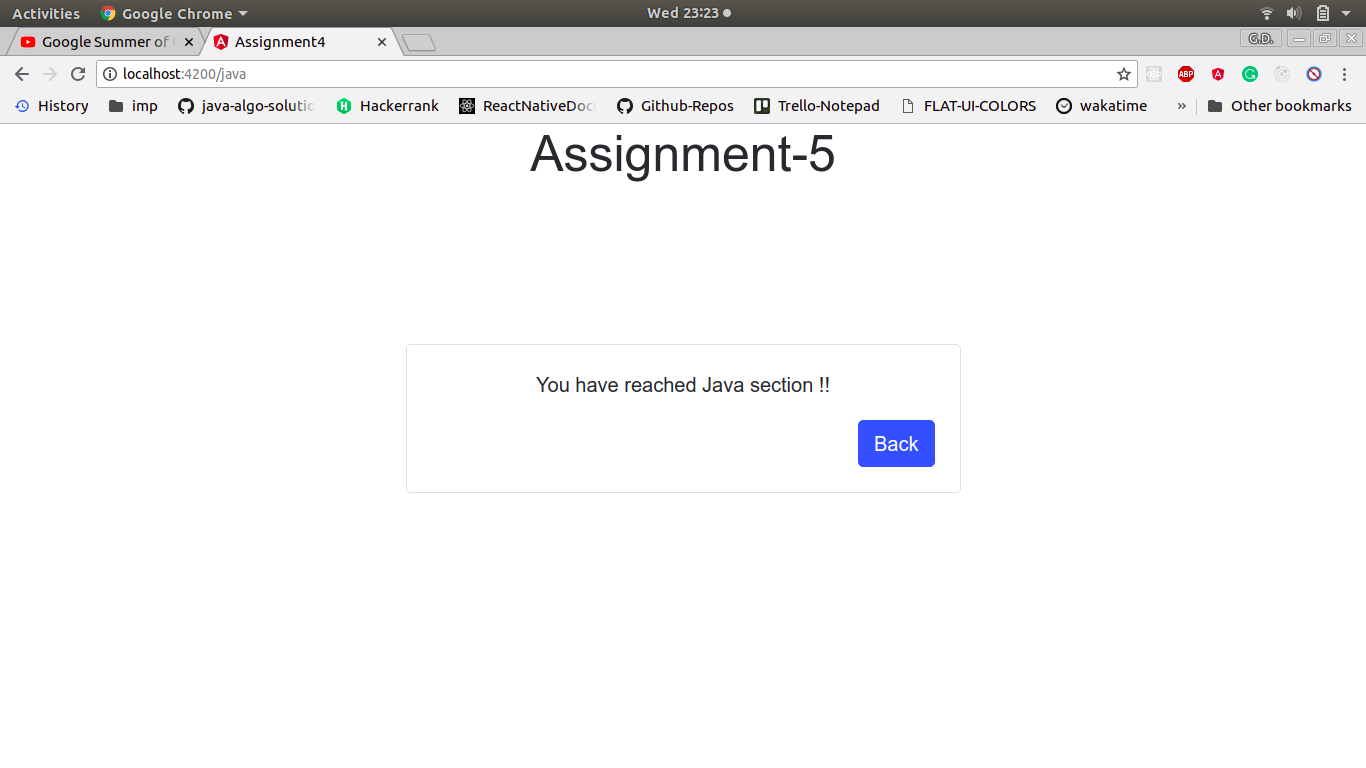 Activities Google Chrome Wed 23:23
Google Summer of Assignment4 G.D.
localhost:4200/java ABP
History imp java-algo-solutio Hackerrank ReactNativeDoc Github-Repos Trello-Notepad FLAT-UI-COLORS wakatime » Other bookmarks
Assignment-5
You have reached Java section !!
Back